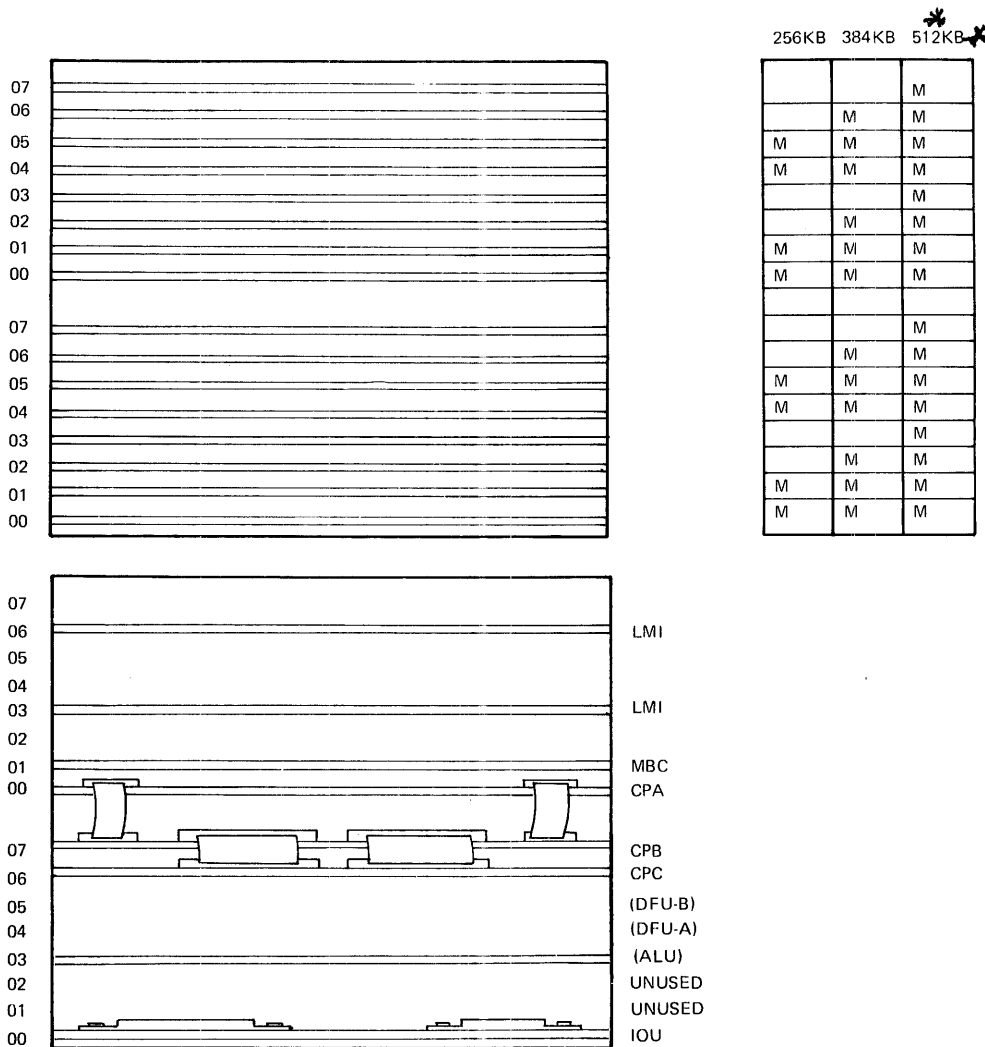 256KB 384KB 512KB
07 M
06 M M
05 M M M
04 M M M
03 M
02 M M
01 M M M
00 M M M
07 M
06 M M
05 M M M
04 M M M
03 M
02 M M
01 M M M
00 M M M
07
06 LMI
05
04
03 LMI
02
01 MBC
00 CPA
07 CPB
06 CPC
05 (DFU-B)
04 (DFU-A)
03 (ALU)
02 UNUSED
01 UNUSED
00 IOU